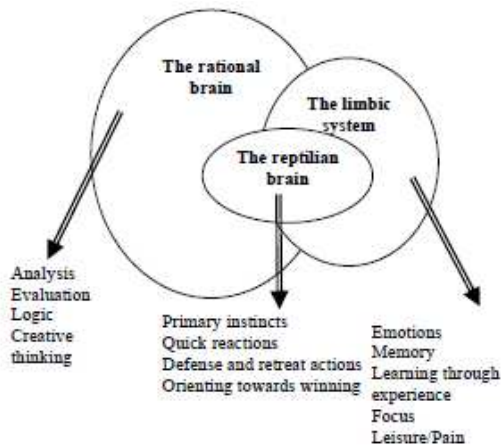 The rational
brain
The limbic
system
The reptilian
brain
Analysis
Evaluation
Logic
Creative
thinking
Primary instincts
Quick reactions
Defense and retreat actions
Orienting towards winning
Emotions
Memory
Learning through
experience
Focus
Leisure/Pain